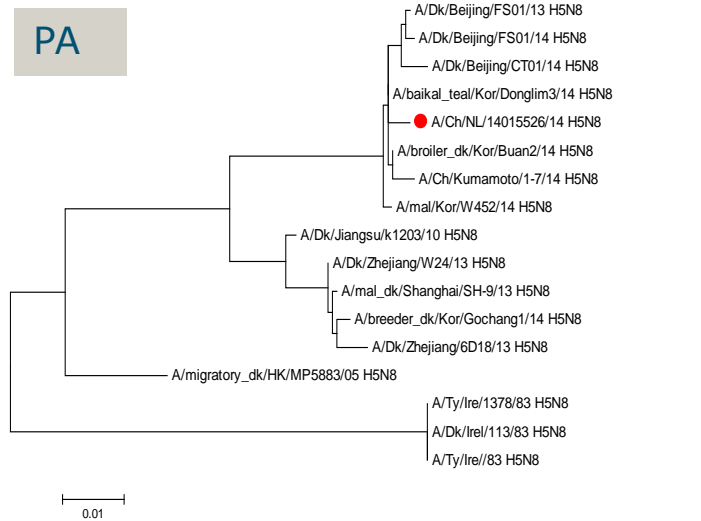 PA
A/Dk/Beijing/FS01/13 H5N8
A/Dk/Beijing/FS01/14 H5N8
A/Dk/Beijing/CT01/14 H5N8
A/baikal_teal/Kor/Donglim3/14 H5N8
A/Ch/NL/14015526/14 H5N8
A/broiler_dk/Kor/Buan2/14 H5N8
A/Ch/Kumamoto/1-7/14 H5N8
A/mal/Kor/W452/14 H5N8
A/Dk/Jiangsu/k1203/10 H5N8
A/Dk/Zhejiang/W24/13 H5N8
A/mal_dk/Shanghai/SH-9/13 H5N8
A/breeder_dk/Kor/Gochang1/14 H5N8
A/Dk/Zhejiang/6D18/13 H5N8
A/migratory_dk/HK/MP5883/05 H5N8
A/Ty/Ire/1378/83 H5N8
A/Dk/Irel/113/83 H5N8
A/Ty/Ire//83 H5N8
0.01